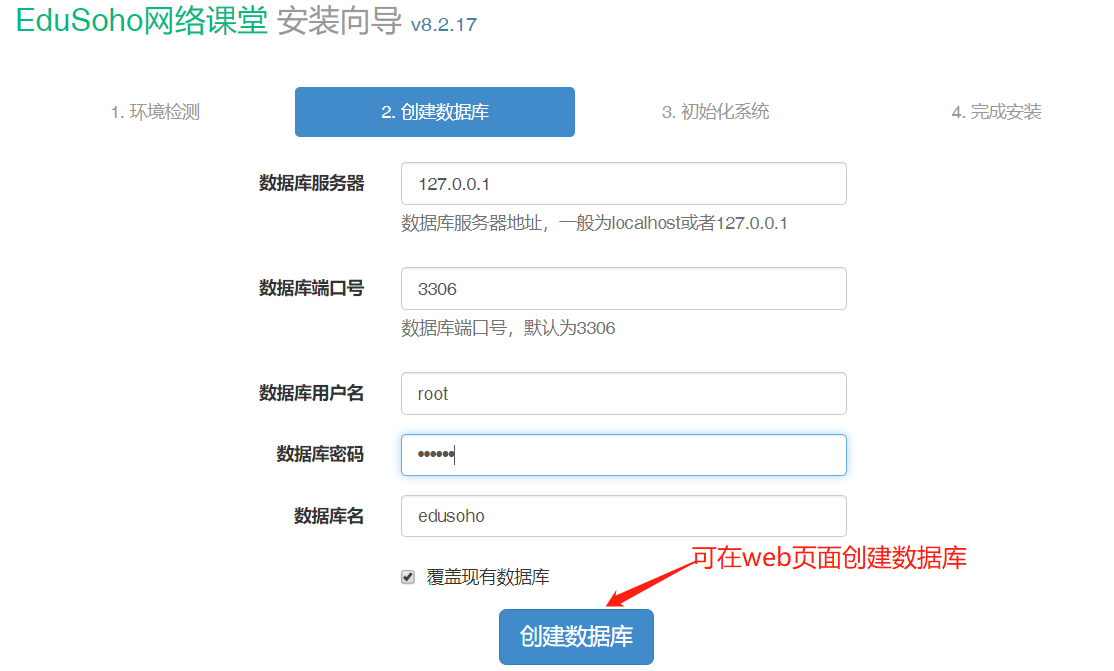 EduSoho网络课堂 安装向导 v8.2.17
1. 环境检测 2. 创建数据库 3. 初始化系统 4. 完成安装
数据库服务器 127.0.0.1
数据库服务器地址，一般为localhost或者127.0.0.1
数据库端口号 3306
数据库端口号，默认为3306
数据库用户名 root
数据库密码 ••••••
数据库名 edusoho
可在web页面创建数据库
覆盖现有数据库
创建数据库